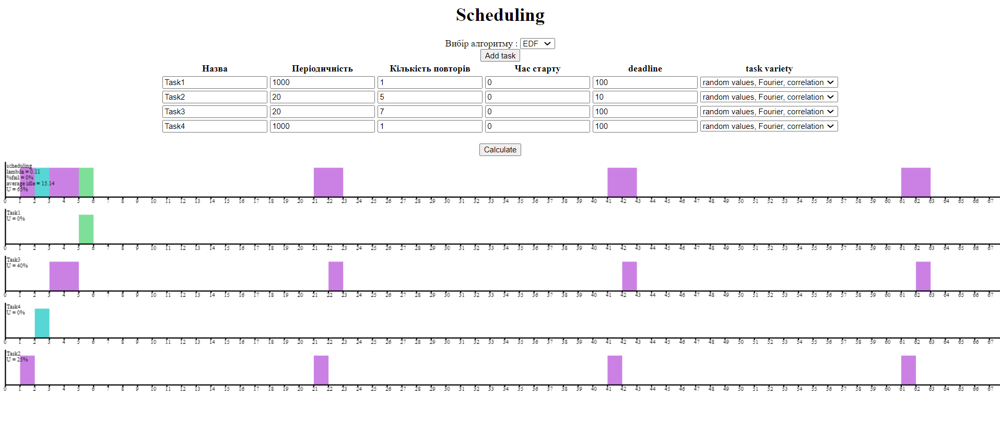 Scheduling
Вибір алгоритму : EDF
Add task
Назва Періодичність Кількість повторів Час старту deadline task variety
Task1 1000 1 0 100 random values, Fourier, correlation
Task2 20 5 0 10 random values, Fourier, correlation
Task3 20 7 0 100 random values, Fourier, correlation
Task4 1000 1 0 100 random values, Fourier, correlation
Calculate
scheduling
lambda = 0.11
%fail = 0%
average idle = 15.14
U = 65%
0 1 2 3 4 5 6 7 8 9 10 11 12 13 14 15 16 17 18 19 20 21 22 23 24 25 26 27 28 29 30 31 32 33 34 35 36 37 38 39 40 41 42 43 44 45 46 47 48 49 50 51 52 53 54 55 56 57 58 59 60 61 62 63 64 65 66 67
Task1
U = 0%
0 1 2 3 4 5 6 7 8 9 10 11 12 13 14 15 16 17 18 19 20 21 22 23 24 25 26 27 28 29 30 31 32 33 34 35 36 37 38 39 40 41 42 43 44 45 46 47 48 49 50 51 52 53 54 55 56 57 58 59 60 61 62 63 64 65 66 67
Task3
U = 40%
0 1 2 3 4 5 6 7 8 9 10 11 12 13 14 15 16 17 18 19 20 21 22 23 24 25 26 27 28 29 30 31 32 33 34 35 36 37 38 39 40 41 42 43 44 45 46 47 48 49 50 51 52 53 54 55 56 57 58 59 60 61 62 63 64 65 66 67
Task4
U = 0%
0 1 2 3 4 5 6 7 8 9 10 11 12 13 14 15 16 17 18 19 20 21 22 23 24 25 26 27 28 29 30 31 32 33 34 35 36 37 38 39 40 41 42 43 44 45 46 47 48 49 50 51 52 53 54 55 56 57 58 59 60 61 62 63 64 65 66 67
Task2
U = 25%
0 1 2 3 4 5 6 7 8 9 10 11 12 13 14 15 16 17 18 19 20 21 22 23 24 25 26 27 28 29 30 31 32 33 34 35 36 37 38 39 40 41 42 43 44 45 46 47 48 49 50 51 52 53 54 55 56 57 58 59 60 61 62 63 64 65 66 67